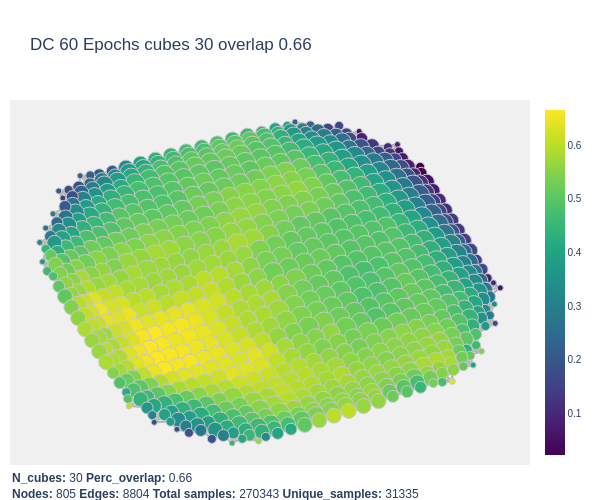 DC 60 Epochs cubes 30 overlap 0.66
0.6
0.5
0.4
0.3
0.2
0.1
N_cubes: 30 Perc_overlap: 0.66
Nodes: 805 Edges: 8804 Total samples: 270343 Unique_samples: 31335